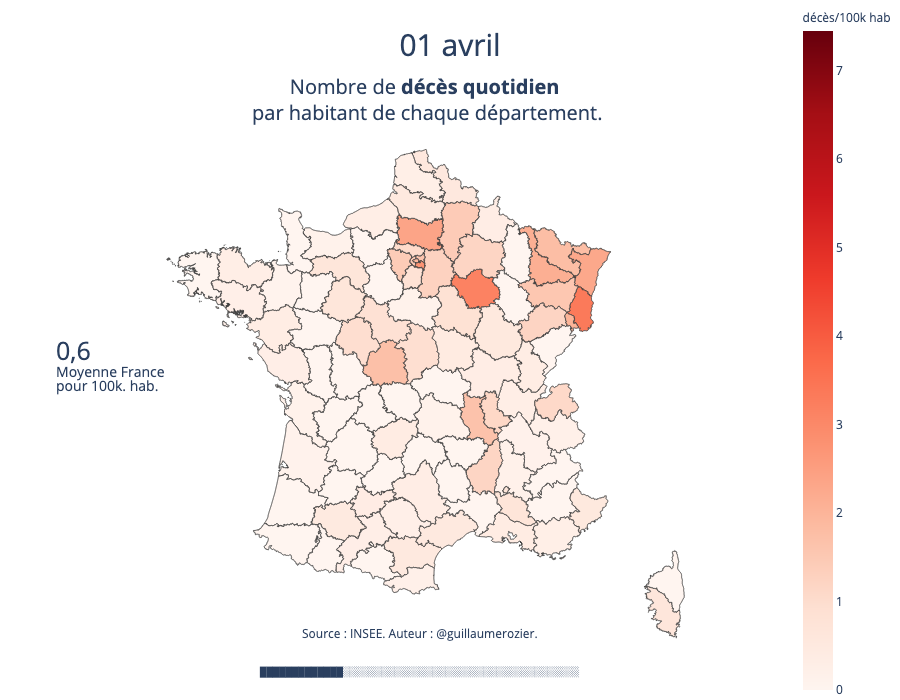 décès/100k hab
01 avril
Nombre de décès quotidien
par habitant de chaque département.
7
6
5
4
3
2
1
0
0,6
Moyenne France
pour 100k. hab.
Source : INSEE. Auteur : @guillaumerozier.